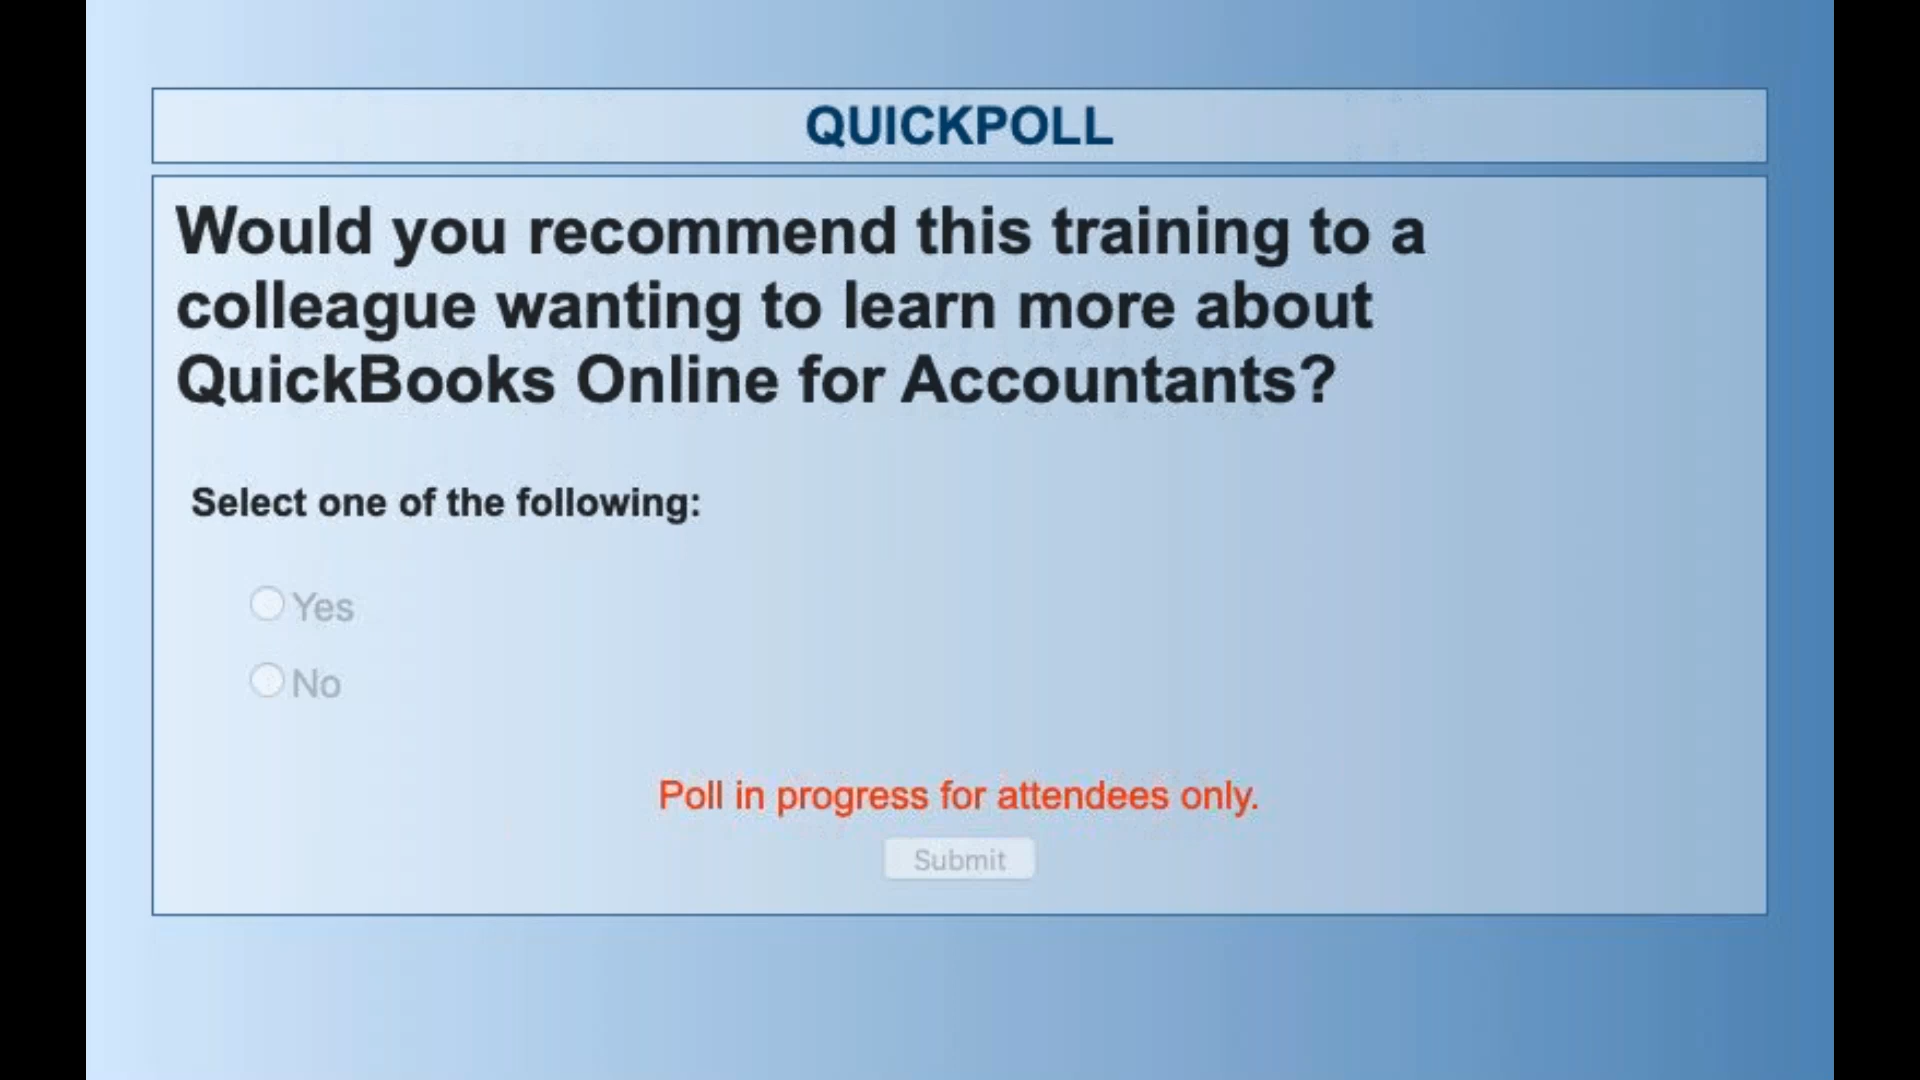 QUICKPOLL
Would you recommend this training to a
colleague wanting to learn more about
QuickBooks Online for Accountants?
Select one of the following:
Yes
No
Poll in progress for attendees only.
Submit